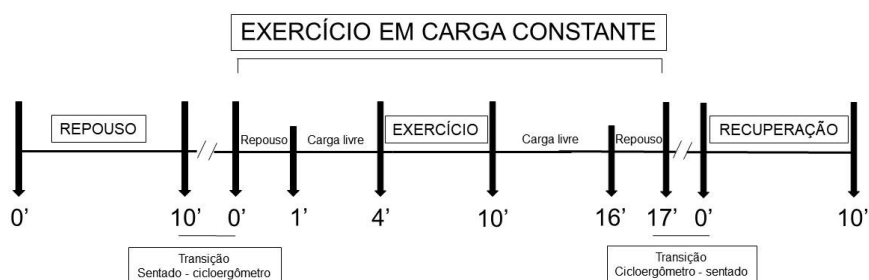 EXERCÍCIO EM CARGA CONSTANTE
REPOUSO
Repouso
Carga livre
EXERCÍCIO
Carga livre
Repouso
RECUPERAÇÃO
0’ 10’ 0’ 1’ 4’ 10’ 16’ 17’ 0’ 10’
Transição
Sentado - cicloergômetro
Transição
Cicloergômetro - sentado